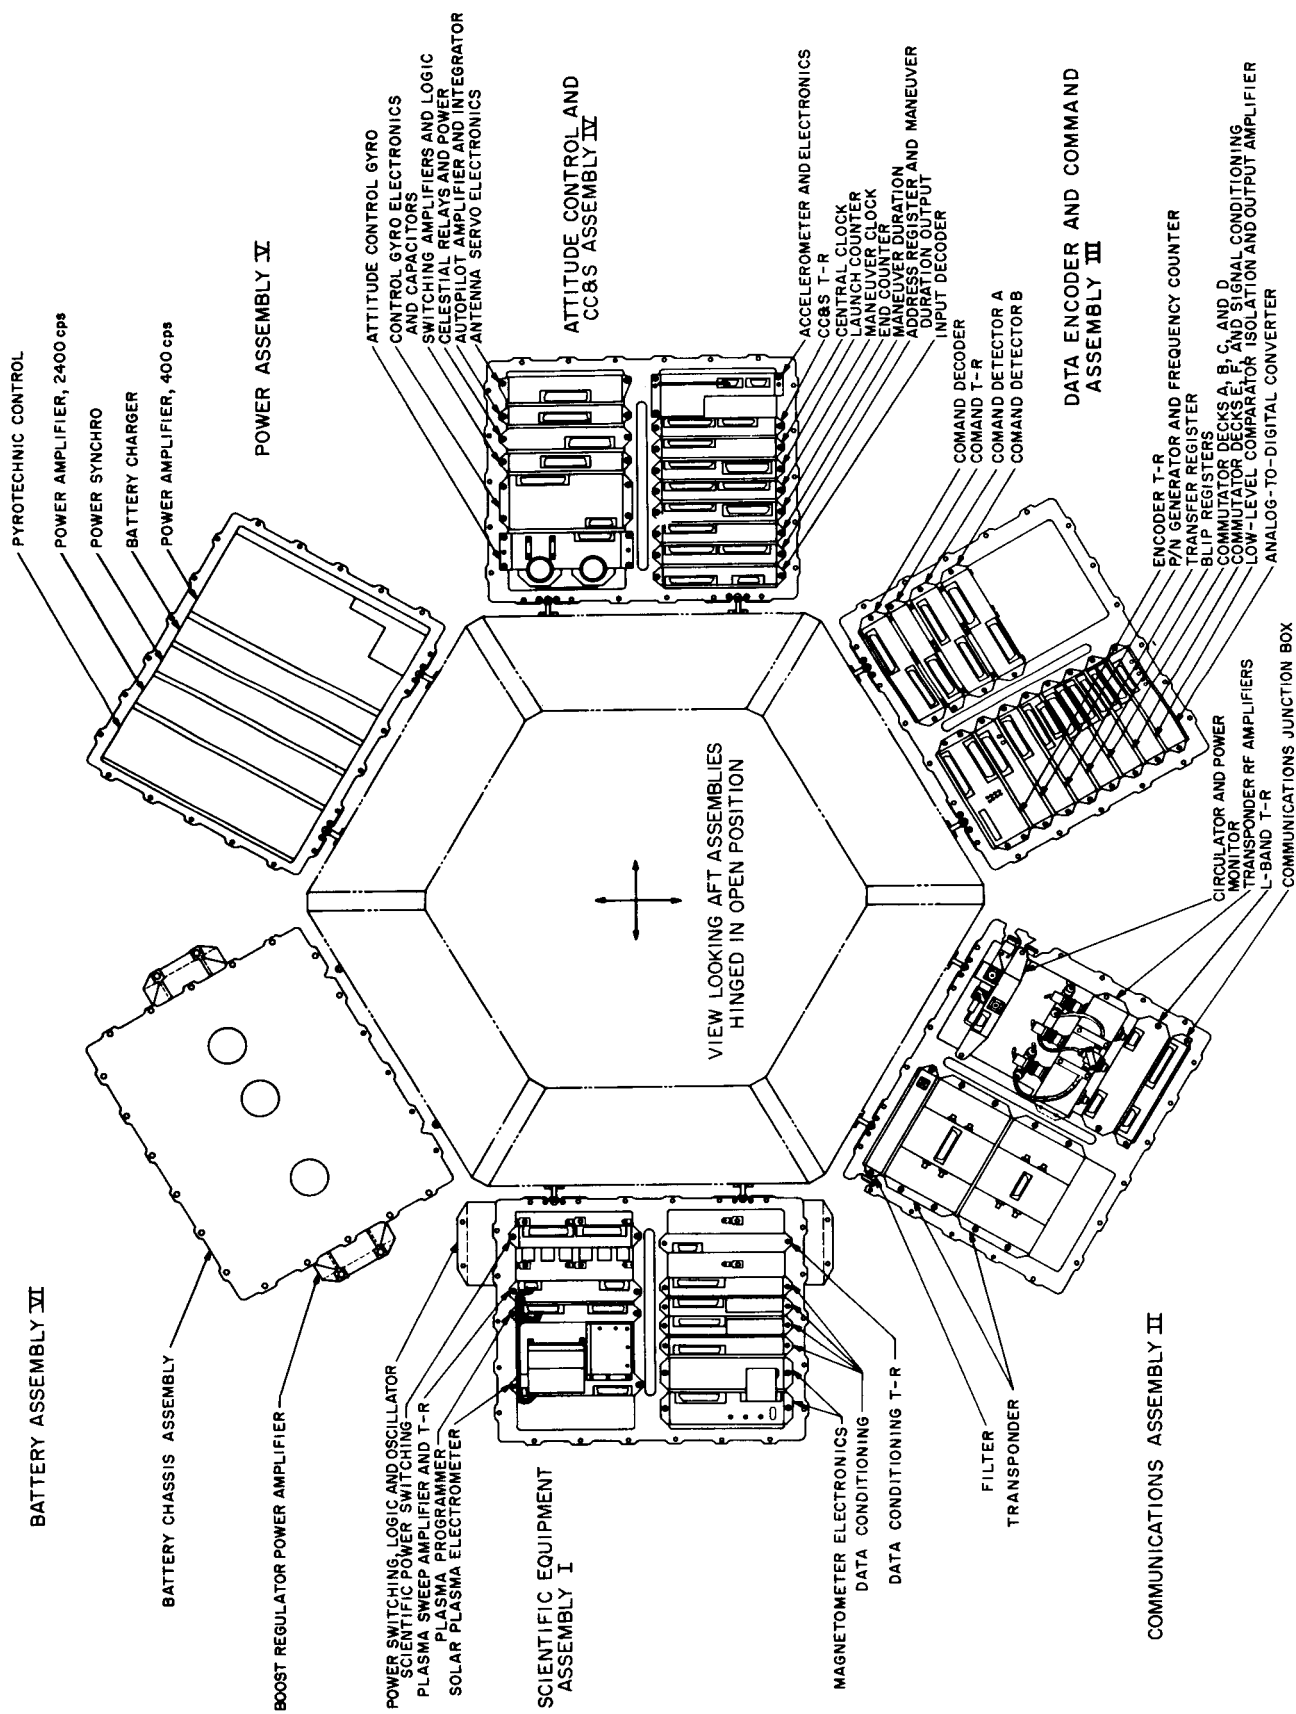 BATTERY ASSEMBLY VI
BATTERY CHASSIS ASSEMBLY
BOOST REGULATOR POWER AMPLIFIER
PYROTECHNIC CONTROL
POWER AMPLIFIER, 2400 cps
POWER SYNCHRO
BATTERY CHARGER
POWER AMPLIFIER, 400 cps
POWER ASSEMBLY V
POWER SWITCHING, LOGIC AND OSCILLATOR
SCIENTIFIC POWER SWITCHING
PLASMA SWEEP AMPLIFIER AND T-R
PLASMA PROGRAMMER
SOLAR PLASMA ELECTROMETER
SCIENTIFIC EQUIPMENT
ASSEMBLY I
ATTITUDE CONTROL GYRO
CONTROL GYRO ELECTRONICS
AND CAPACITORS
SWITCHING AMPLIFIERS AND LOGIC
CELESTIAL RELAYS AND POWER
AUTOPILOT AMPLIFIER AND INTEGRATOR
ANTENNA SERVO ELECTRONICS
ATTITUDE CONTROL AND
CC&S ASSEMBLY IV
VIEW LOOKING AFT ASSEMBLIES
HINGED IN OPEN POSITION
MAGNETOMETER ELECTRONICS
DATA CONDITIONING
DATA CONDITIONING T-R
ACCELEROMETER AND ELECTRONICS
CC&S T-R
CENTRAL CLOCK
LAUNCH COUNTER
MANEUVER CLOCK
END COUNTER
MANEUVER DURATION
ADDRESS REGISTER AND MANEUVER
DURATION OUTPUT
INPUT DECODER
FILTER
TRANSPONDER
COMAND DECODER
COMAND T-R
COMAND DETECTOR A
COMAND DETECTOR B
DATA ENCODER AND COMMAND
ASSEMBLY III
COMMUNICATIONS ASSEMBLY II
ENCODER T-R
P/N GENERATOR AND FREQUENCY COUNTER
TRANSFER REGISTER
BLIP REGISTERS
COMMUTATOR DECKS A, B, C, AND D
COMMUTATOR DECKS E, F, AND SIGNAL CONDITIONING
LOW-LEVEL COMPARATOR ISOLATION AND OUTPUT AMPLIFIER
ANALOG-TO-DIGITAL CONVERTER
CIRCULATOR AND POWER
MONITOR
TRANSPONDER RF AMPLIFIERS
L-BAND T-R
COMMUNICATIONS JUNCTION BOX